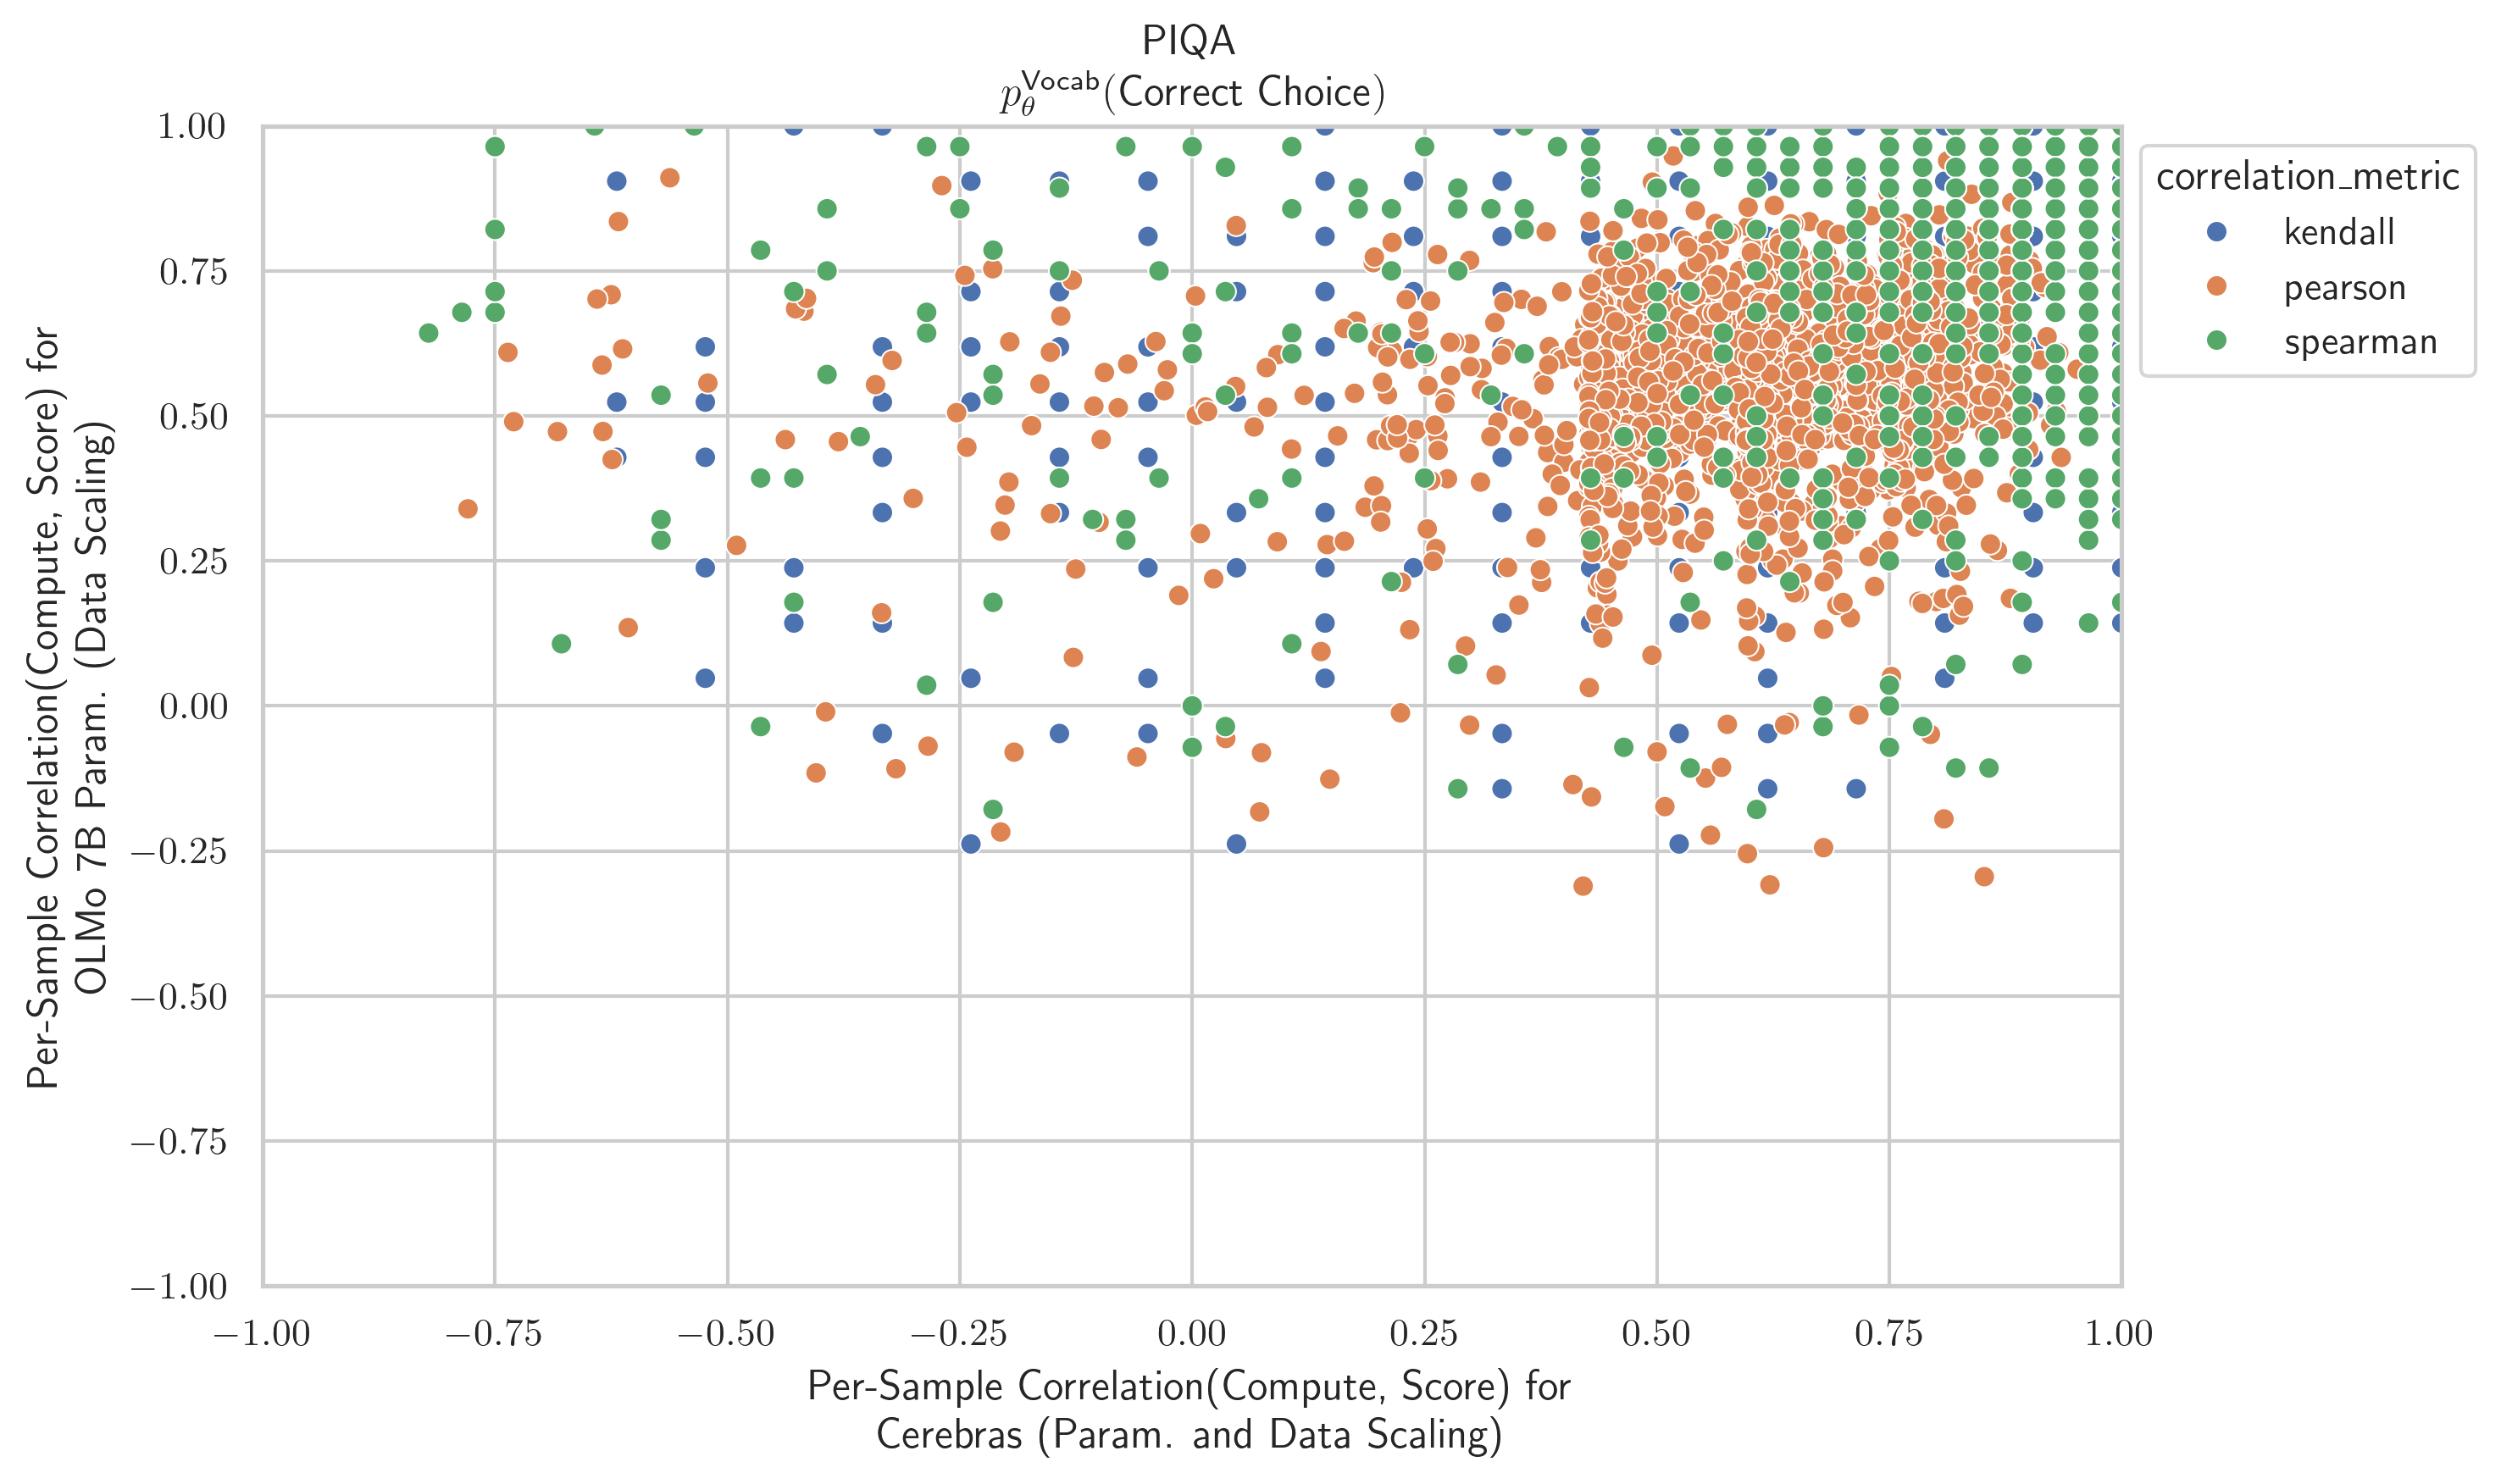 PIQA
p_θ^Vocab(Correct Choice)
Per-Sample Correlation(Compute, Score) for
OLMo 7B Param. (Data Scaling)
1.00
0.75
0.50
0.25
0.00
−0.25
−0.50
−0.75
−1.00
−1.00 −0.75 −0.50 −0.25 0.00 0.25 0.50 0.75 1.00
Per-Sample Correlation(Compute, Score) for
Cerebras (Param. and Data Scaling)
correlation_metric
kendall
pearson
spearman